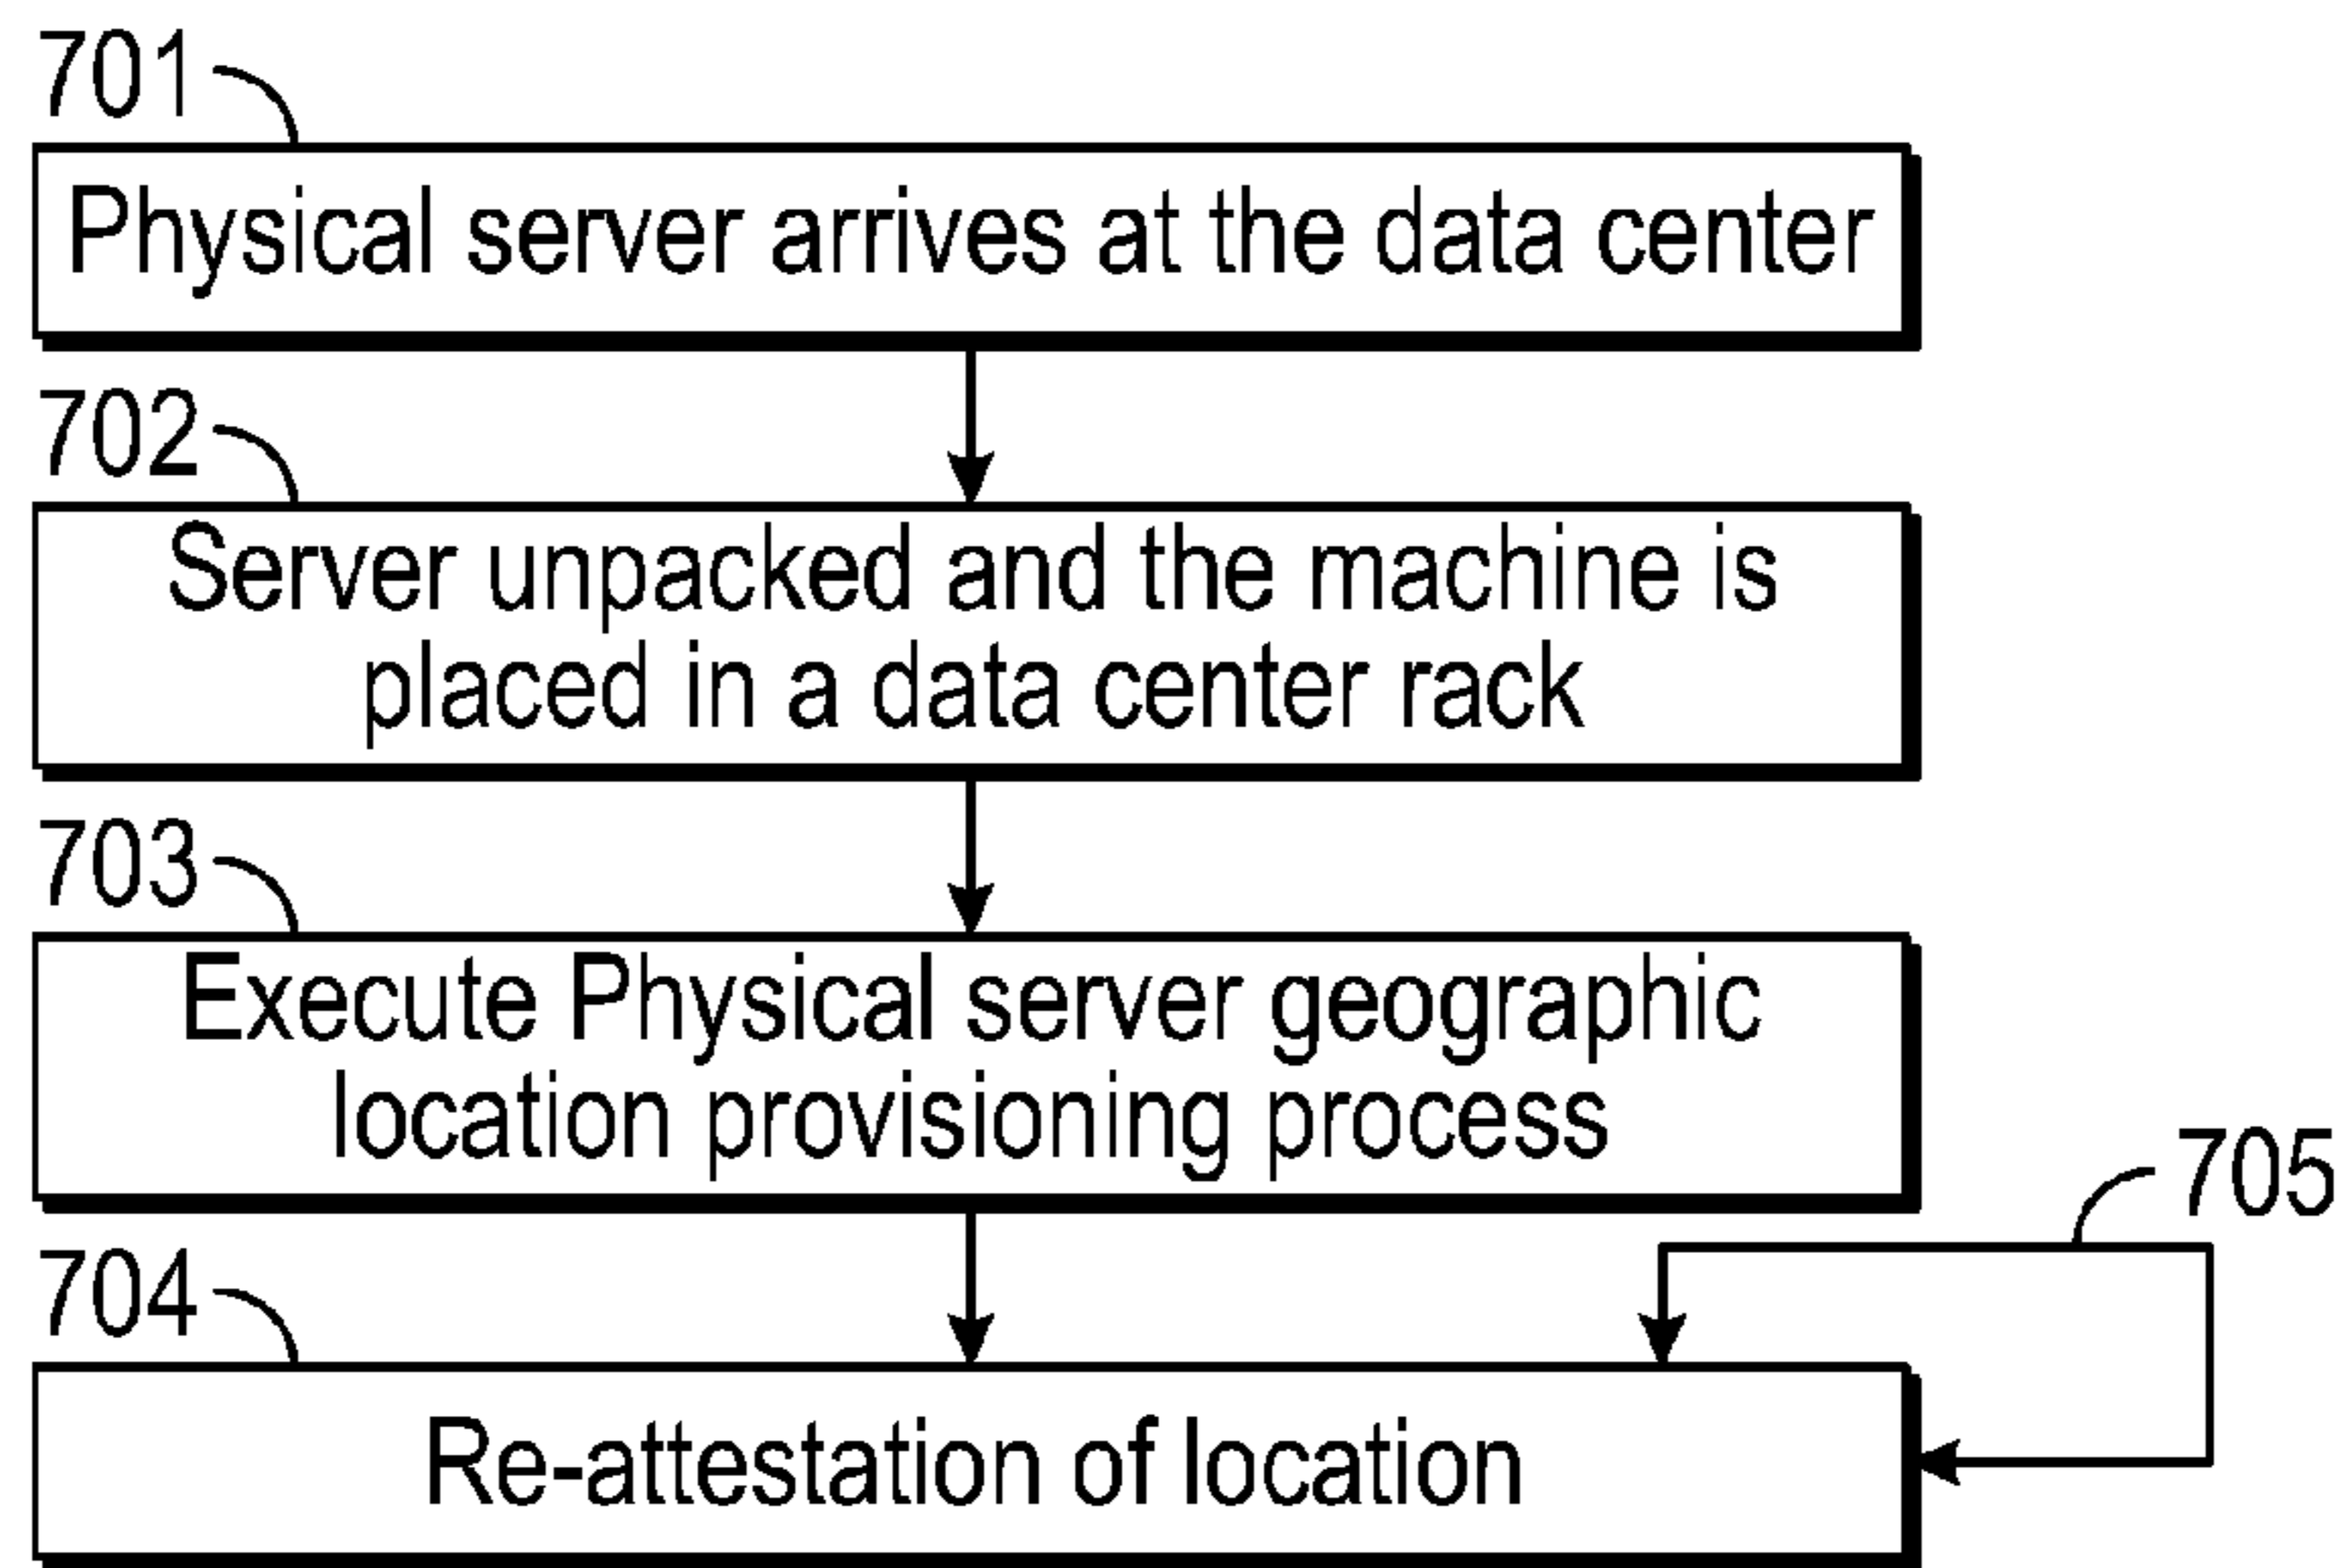 701
Physical server arrives at the data center
702
Server unpacked and the machine is
placed in a data center rack
703
Execute Physical server geographic
location provisioning process
705
704
Re-attestation of location